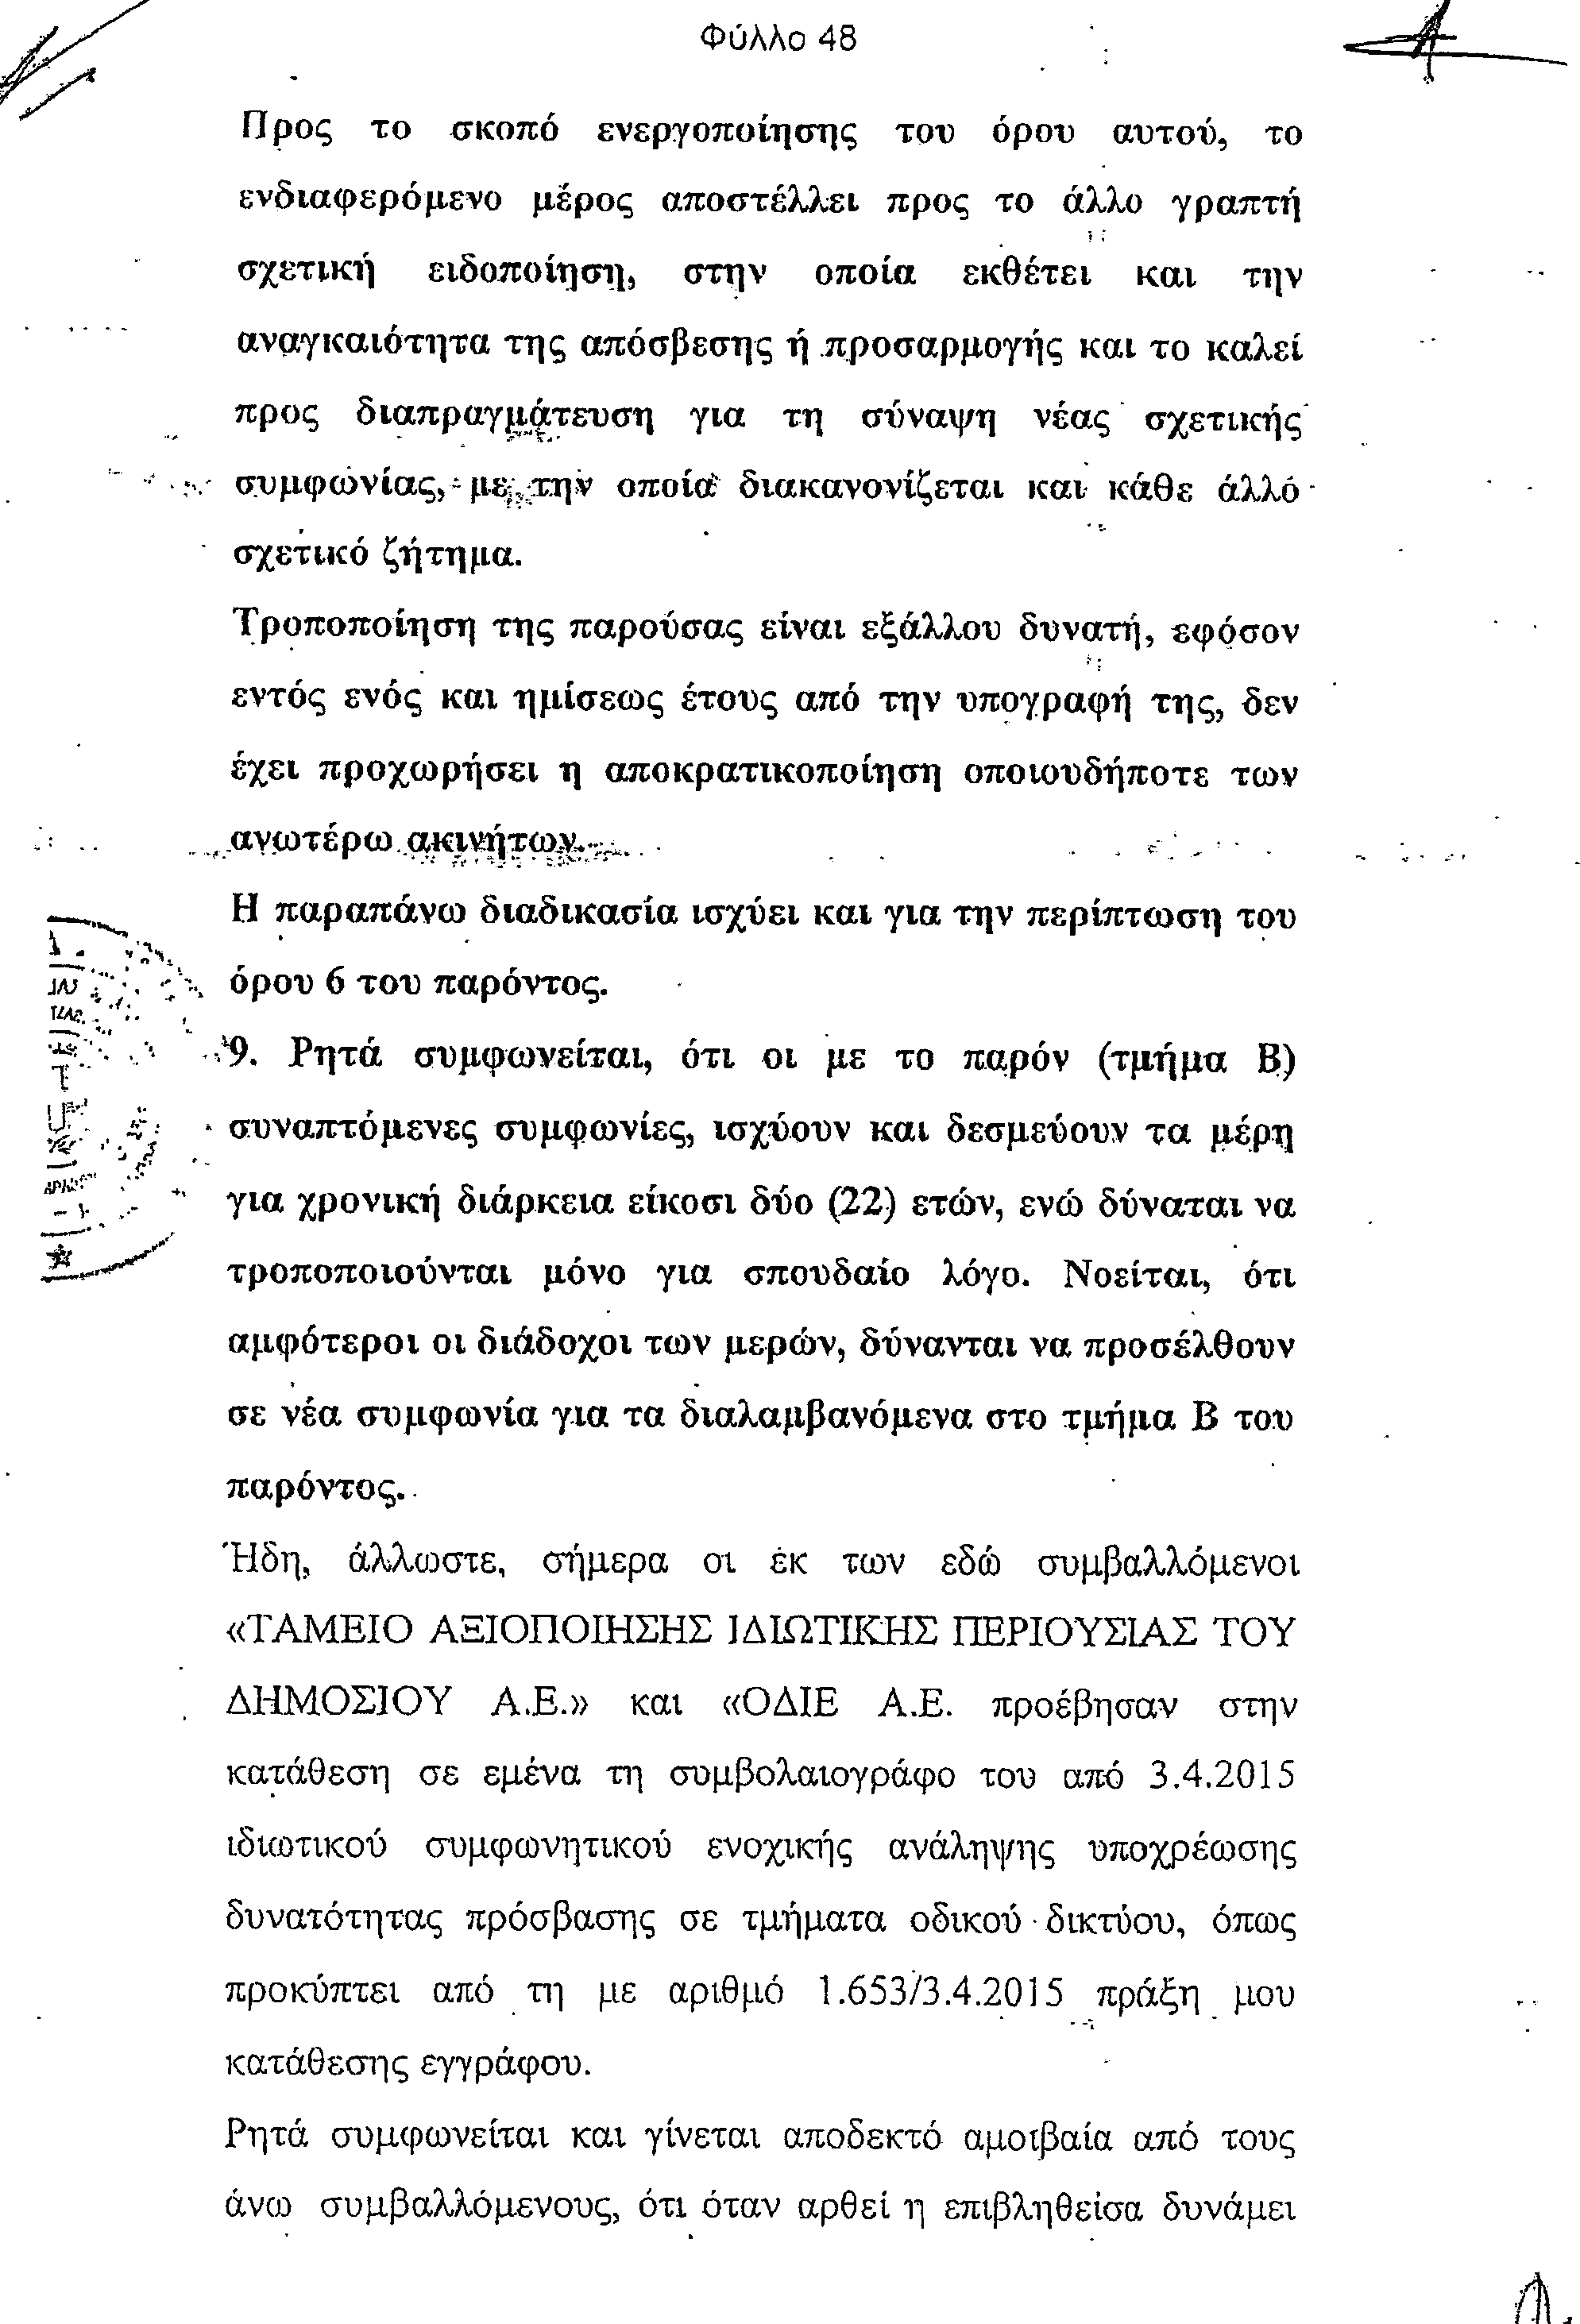 Φύλλο 48
Προς το σκοπό ενεργοποίησης του όρου αυτού, το
ενδιαφερόμενο μέρος αποστέλλει προς το άλλο γραπτή
σχετική ειδοποίηση, στην οποία εκθέτει και την
αναγκαιότητα της απόσβεσης ή προσαρμογής και το καλεί
προς διαπραγμάτευση για τη σύναψη νέας σχετικής
συμφωνίας, με την οποία διακανονίζεται και κάθε άλλο
σχετικό ζήτημα.
Τροποποίηση της παρούσας είναι εξάλλου δυνατή, εφόσον
εντός ενός και ημίσεως έτους από την υπογραφή της, δεν
έχει προχωρήσει η αποκρατικοποίηση οποιουδήποτε των
ανωτέρω ακινήτων.
Η παραπάνω διαδικασία ισχύει και για την περίπτωση του
όρου 6 του παρόντος.
9. Ρητά συμφωνείται, ότι οι με το παρόν (τμήμα Β)
συναπτόμενες συμφωνίες, ισχύουν και δεσμεύουν τα μέρη
για χρονική διάρκεια είκοσι δύο (22) ετών, ενώ δύναται να
τροποποιούνται μόνο για σπουδαίο λόγο. Νοείται, ότι
αμφότεροι οι διάδοχοι των μερών, δύνανται να προσέλθουν
σε νέα συμφωνία για τα διαλαμβανόμενα στο τμήμα Β του
παρόντος.
Ήδη, άλλωστε, σήμερα οι έκ των εδώ συμβαλλόμενοι
«ΤΑΜΕΙΟ ΑΞΙΟΠΟΙΗΣΗΣ ΙΔΙΩΤΙΚΗΣ ΠΕΡΙΟΥΣΙΑΣ ΤΟΥ
ΔΗΜΟΣΙΟΥ Α.Ε.» και «ΟΔΙΕ Α.Ε. προέβησαν στην
κατάθεση σε εμένα τη συμβολαιογράφο του από 3.4.2015
ιδιωτικού συμφωνητικού ενοχικής ανάληψης υποχρέωσης
δυνατότητας πρόσβασης σε τμήματα οδικού δικτύου, όπως
προκύπτει από τη με αριθμό 1.653/3.4.2015 πράξη μου
κατάθεσης εγγράφου.
Ρητά συμφωνείται και γίνεται αποδεκτό αμοιβαία από τους
άνω συμβαλλόμενους, ότι όταν αρθεί η επιβληθείσα δυνάμει